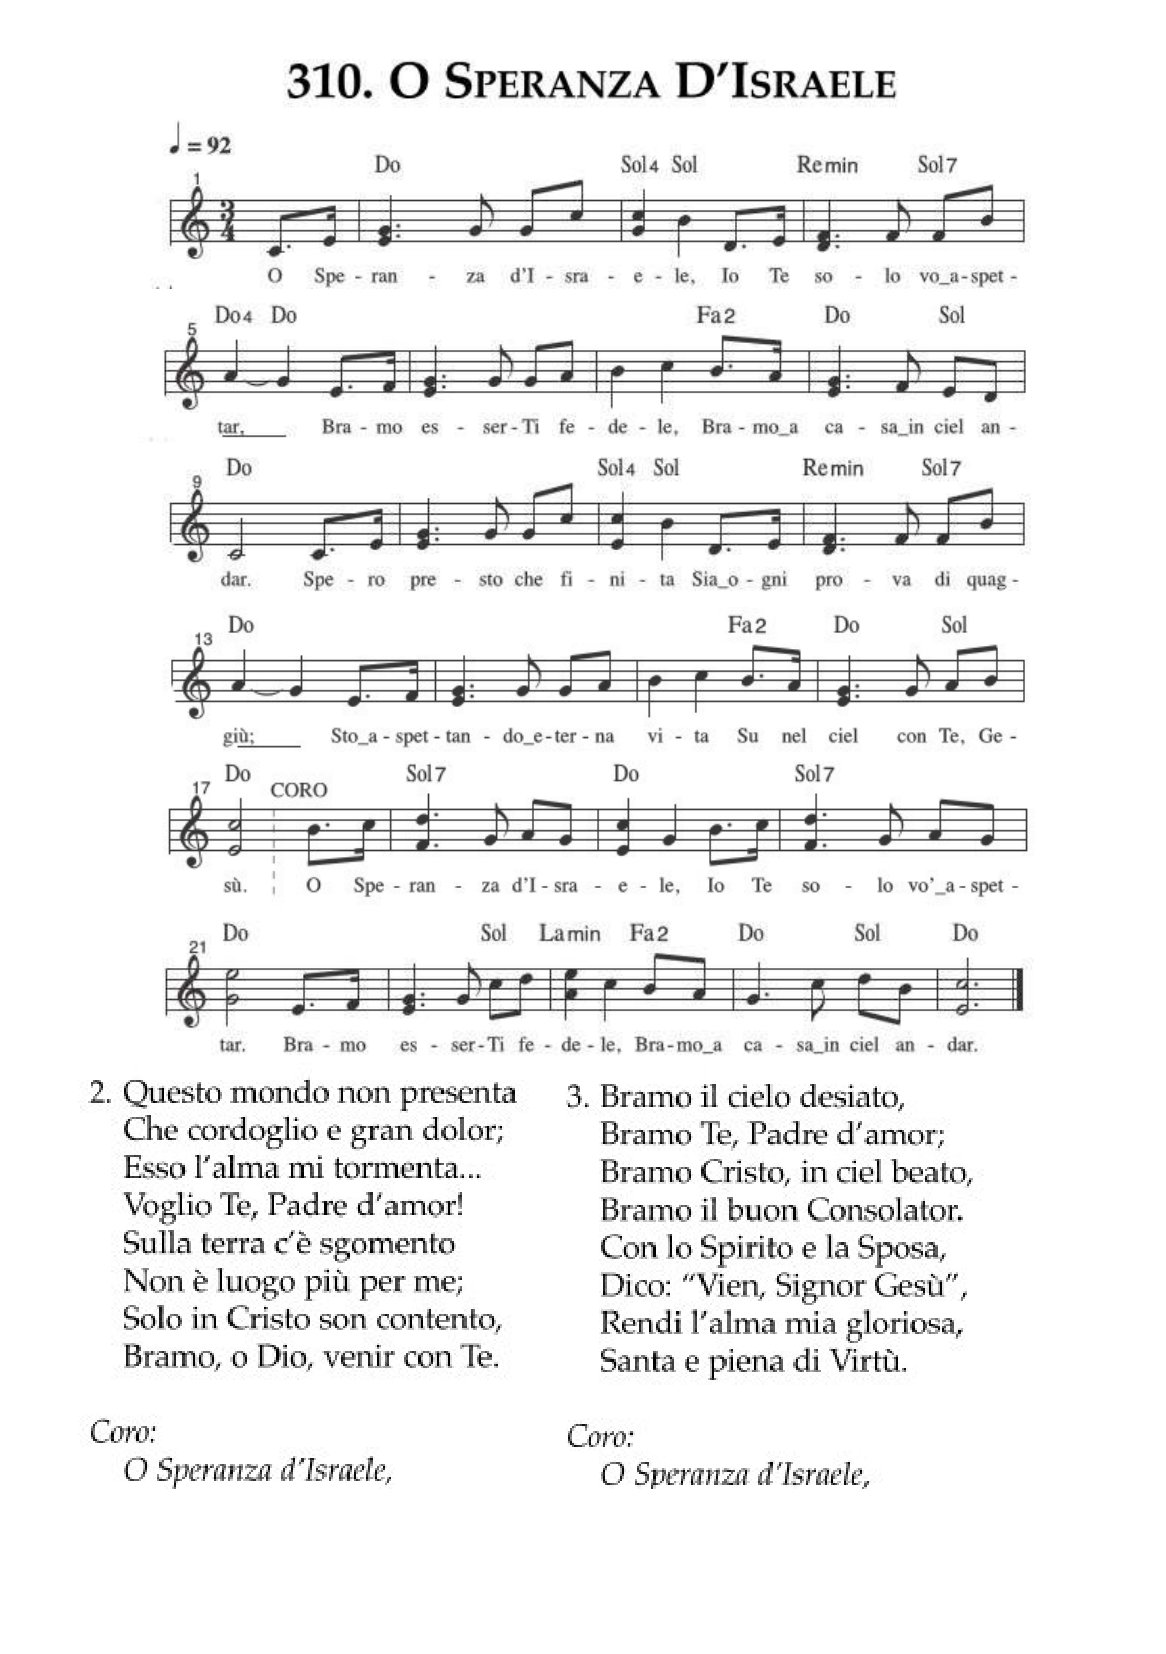 310. O SPERANZA D'ISRAELE
♩ = 92
Do Sol4 Sol Remin Sol7
1
3
4
O Spe - ran - za d'I - sra - e - le, Io Te so - lo vo_a - spet -
Do4 Do Fa2 Do Sol
5
tar, Bra - mo es - ser - Ti fe - de - le, Bra - mo_a ca - sa_in ciel an -
Do Sol4 Sol Remin Sol7
9
dar. Spe - ro pre - sto che fi - ni - ta Sia_o - gni pro - va di quag -
Do Fa2 Do Sol
13
giù; Sto_a - spet - tan - do_e - ter - na vi - ta Su nel ciel con Te, Ge -
Do Sol7 Do Sol7
17 CORO
sù. O Spe - ran - za d'I - sra - e - le, Io Te so - lo vo'_a - spet -
Do Sol Lamin Fa2 Do Sol Do
21
tar. Bra - mo es - ser - Ti fe - de - le, Bra - mo_a ca - sa_in ciel an - dar.
2. Questo mondo non presenta
Che cordoglio e gran dolor;
Esso l'alma mi tormenta...
Voglio Te, Padre d'amor!
Sulla terra c'è sgomento
Non è luogo più per me;
Solo in Cristo son contento,
Bramo, o Dio, venir con Te.
Coro:
O Speranza d'Israele,
3. Bramo il cielo desiato,
Bramo Te, Padre d'amor;
Bramo Cristo, in ciel beato,
Bramo il buon Consolator.
Con lo Spirito e la Sposa,
Dico: "Vien, Signor Gesù",
Rendi l'alma mia gloriosa,
Santa e piena di Virtù.
Coro:
O Speranza d'Israele,